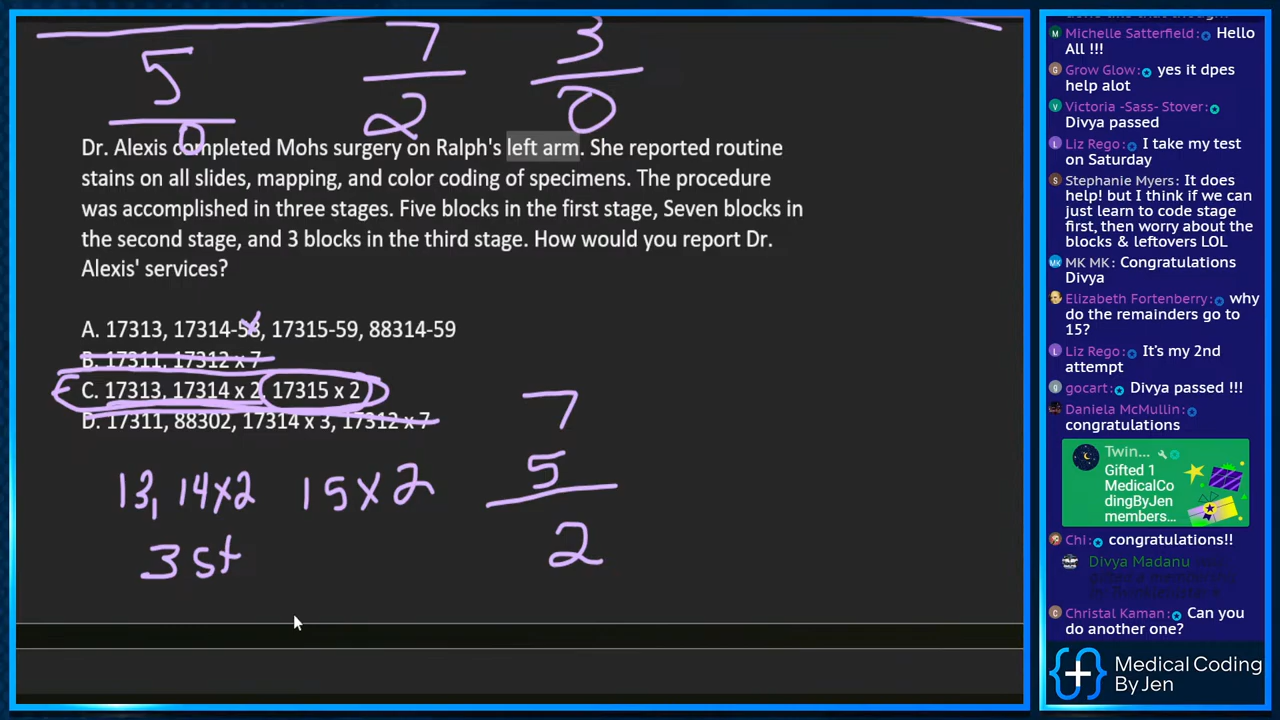 5
0
7
2
3
0
Dr. Alexis completed Mohs surgery on Ralph's left arm. She reported routine
stains on all slides, mapping, and color coding of specimens. The procedure
was accomplished in three stages. Five blocks in the first stage, Seven blocks in
the second stage, and 3 blocks in the third stage. How would you report Dr.
Alexis' services?
A. 17313, 17314-58, 17315-59, 88314-59
B. 17311, 17312 x 7
C. 17313, 17314 x 2, 17315 x 2
D. 17311, 88302, 17314 x 3, 17312 x 7
13, 14x2 15x2
3 st
7
5
2
Michelle Satterfield: Hello
All !!!
Grow Glow: yes it dpes
help alot
Victoria -Sass- Stover:
Divya passed
Liz Rego: I take my test
on Saturday
Stephanie Myers: It does
help! but I think if we can
just learn to code stage
first, then worry about the
blocks & leftovers LOL
MK MK: Congratulations
Divya
Elizabeth Fortenberry: why
do the remainders go to
15?
Liz Rego: It's my 2nd
attempt
gocart: Divya passed !!!
Daniela McMullin:
congratulations
Twin...
Gifted 1
MedicalCo
dingByJen
members...
Chi: congratulations!!
Divya Madanu was
gifted a membership
Christal Kaman: Can you
do another one?
Medical Coding
By Jen